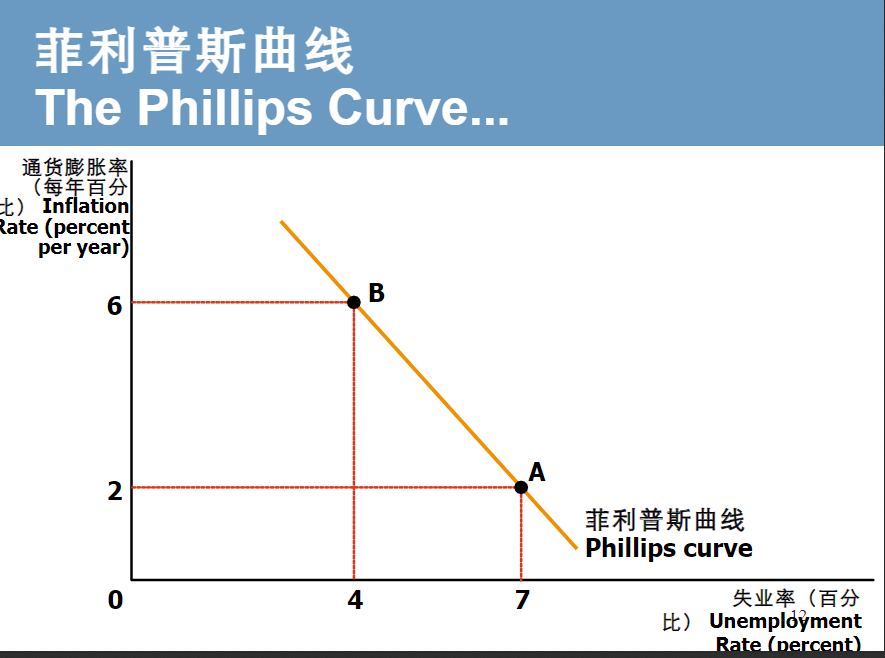 菲利普斯曲线
The Phillips Curve...
通货膨胀率
（每年百分
比） Inflation
Rate (percent
per year)
B
6
A
2
菲利普斯曲线
Phillips curve
0
4
7
失业率（百分
比） Unemployment
12
Rate (percent)